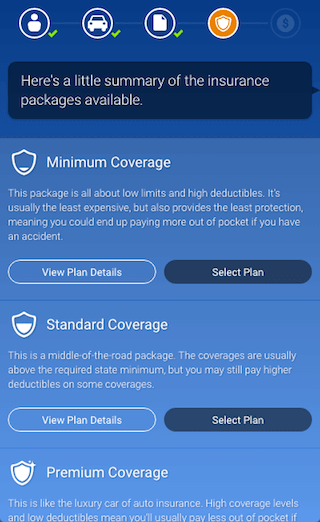 $
Here's a little summary of the insurance
packages available.
Minimum Coverage
This package is all about low limits and high deductibles. It's
usually the least expensive, but also provides the least protection,
meaning you could end up paying more out of pocket if you have
an accident.
View Plan Details
Select Plan
Standard Coverage
This is a middle-of-the-road package. The coverages are usually
above the required state minimum, but you may still pay higher
deductibles on some coverages.
View Plan Details
Select Plan
Premium Coverage
This is like the luxury car of auto insurance. High coverage levels
and low deductibles mean you'll usually pay less out of pocket if